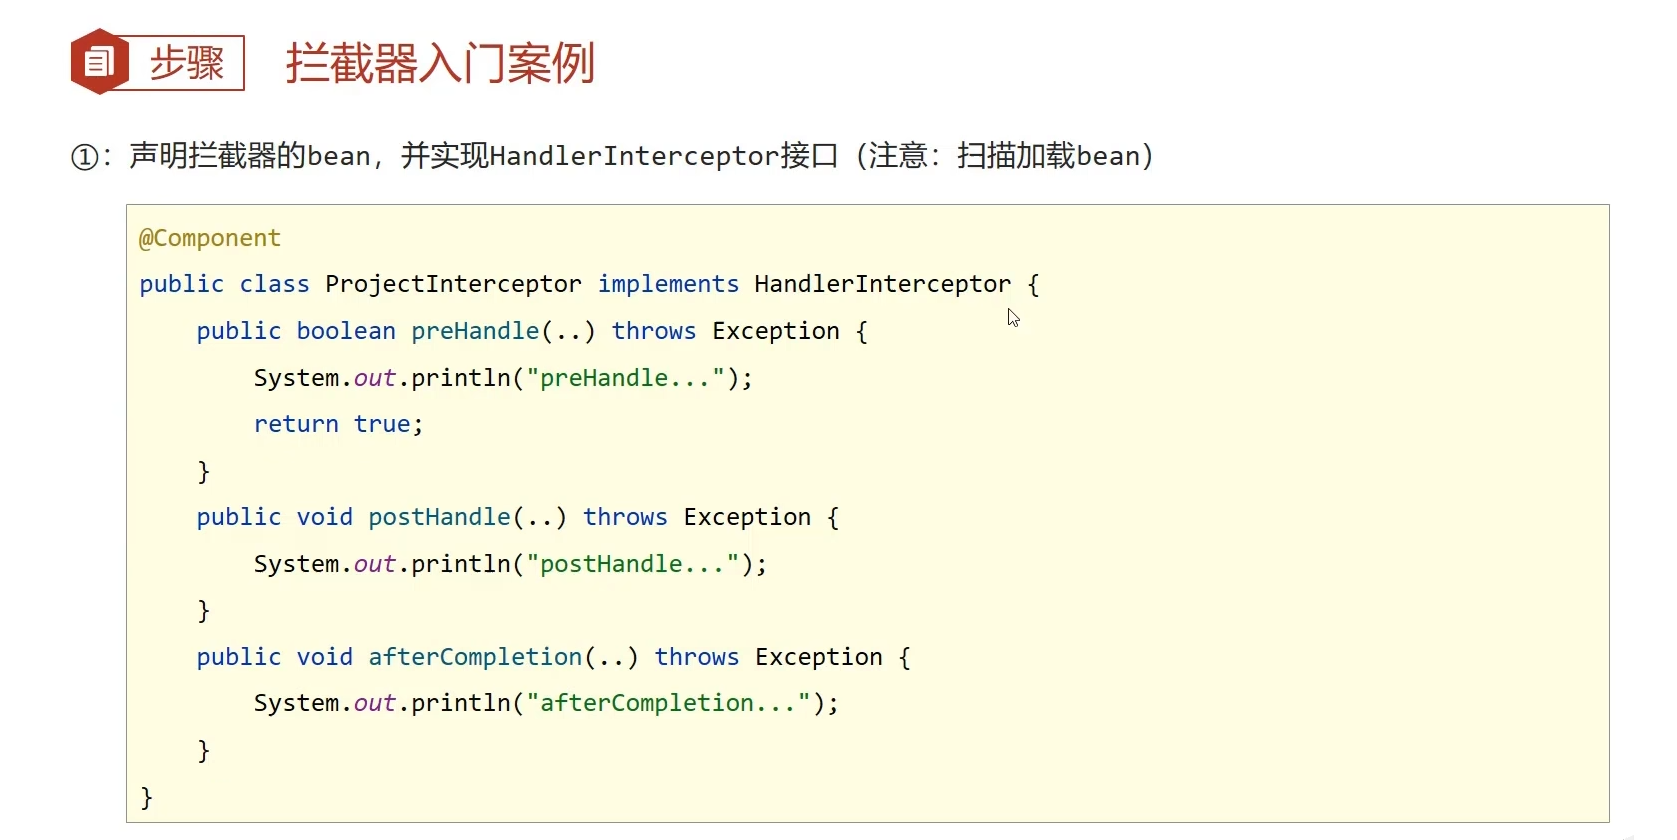 步骤 拦截器入门案例
①：声明拦截器的bean，并实现HandlerInterceptor接口（注意：扫描加载bean）
@Component
public class ProjectInterceptor implements HandlerInterceptor {
    public boolean preHandle(..) throws Exception {
        System.out.println("preHandle...");
        return true;
    }
    public void postHandle(..) throws Exception {
        System.out.println("postHandle...");
    }
    public void afterCompletion(..) throws Exception {
        System.out.println("afterCompletion...");
    }
}